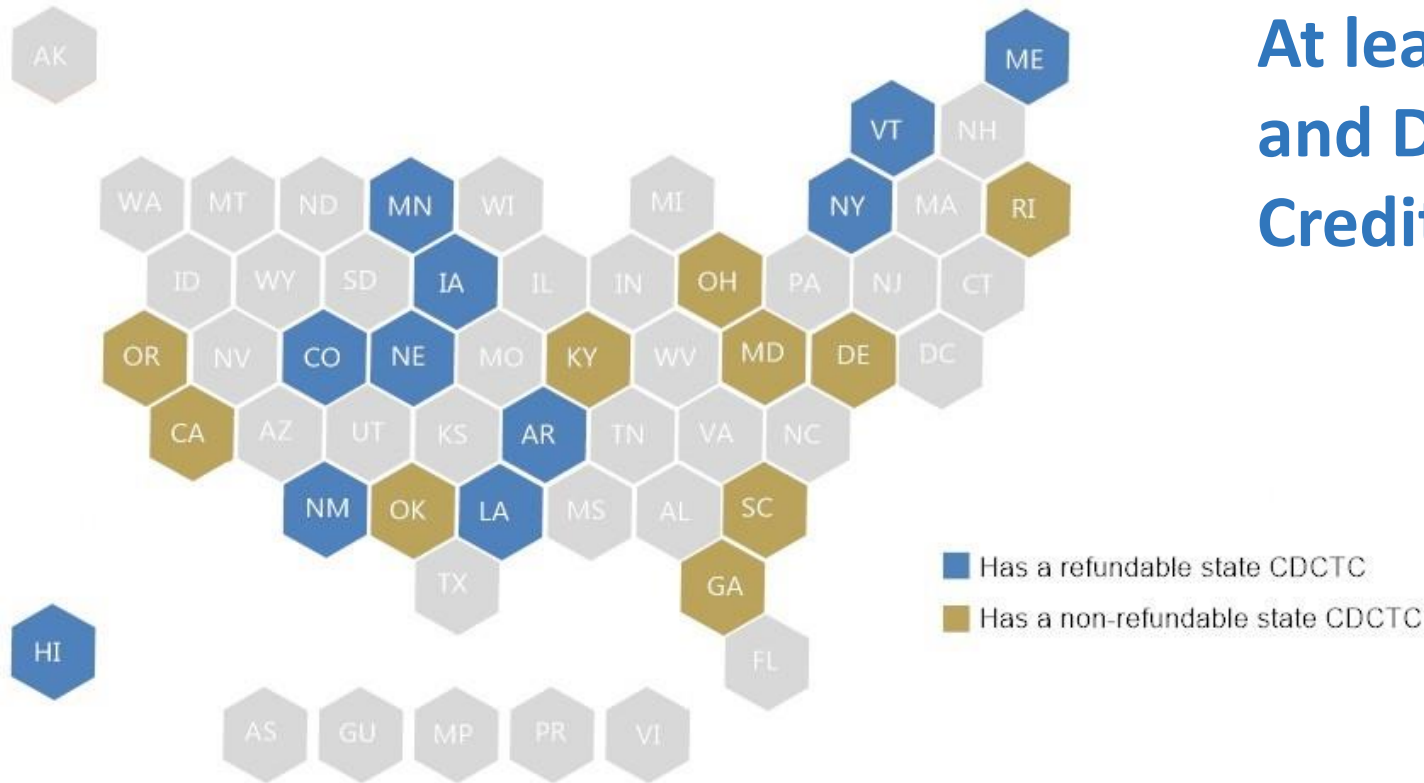 At lea
and D
Credit
AK
ME
VT NH
WA MT ND MN WI MI NY MA RI
ID WY SD IA IL IN OH PA NJ CT
OR NV CO NE MO KY WV MD DE DC
CA AZ UT KS AR TN VA NC
NM OK LA MS AL SC
TX GA
HI FL
AS GU MP PR VI
Has a refundable state CDCTC
Has a non-refundable state CDCTC